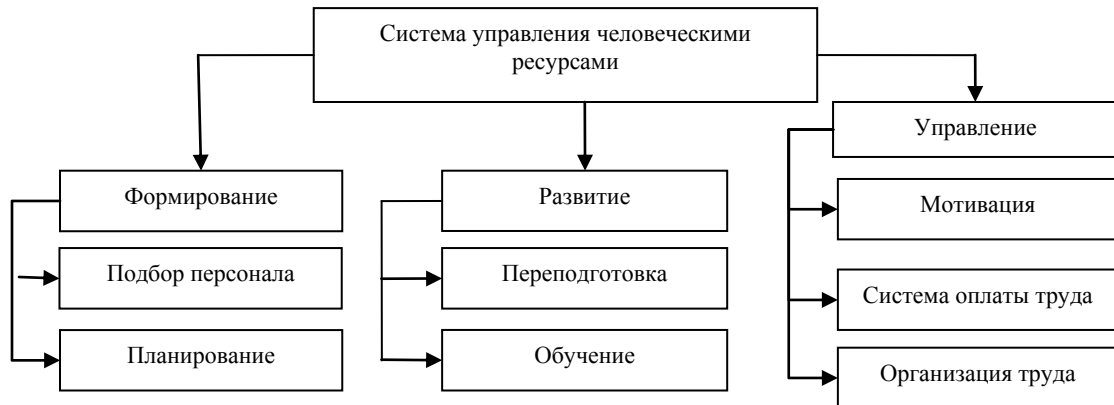 Система управления человеческими
ресурсами
Формирование
Подбор персонала
Планирование
Развитие
Переподготовка
Обучение
Управление
Мотивация
Система оплаты труда
Организация труда